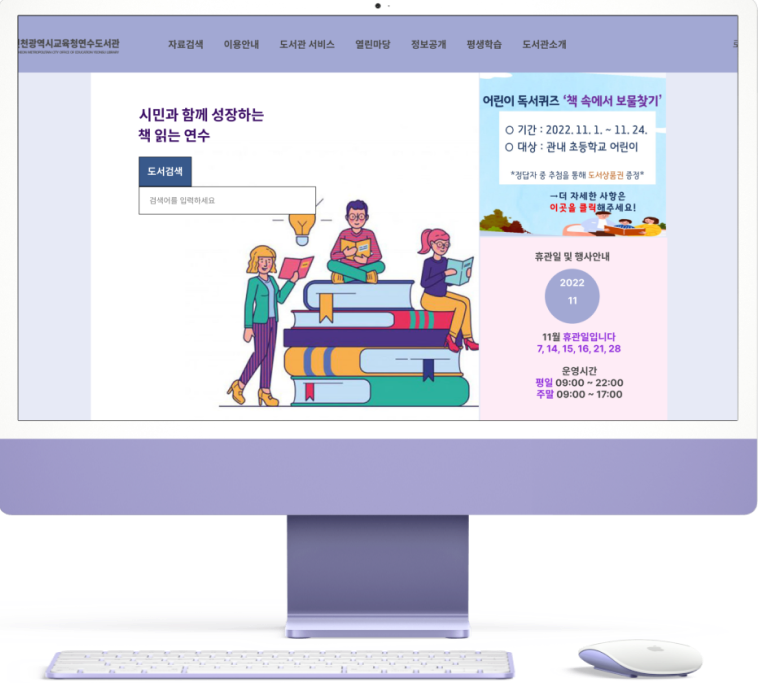 천광역시교육청연수도서관
자료검색 이용안내 도서관 서비스 열린마당 정보공개 평생학습 도서관소개
시민과 함께 성장하는
책 읽는 연수
도서검색
검색어를 입력하세요
어린이 독서퀴즈 ‘책 속에서 보물찾기’
○ 기간 : 2022. 11. 1. ~ 11. 24.
○ 대상 : 관내 초등학교 어린이
*정답자 중 추첨을 통해 도서상품권 증정*
→더 자세한 사항은
이곳을 클릭해주세요!
휴관일 및 행사안내
2022
11
11월 휴관일입니다
7, 14, 15, 16, 21, 28
운영시간
평일 09:00 ~ 22:00
주말 09:00 ~ 17:00